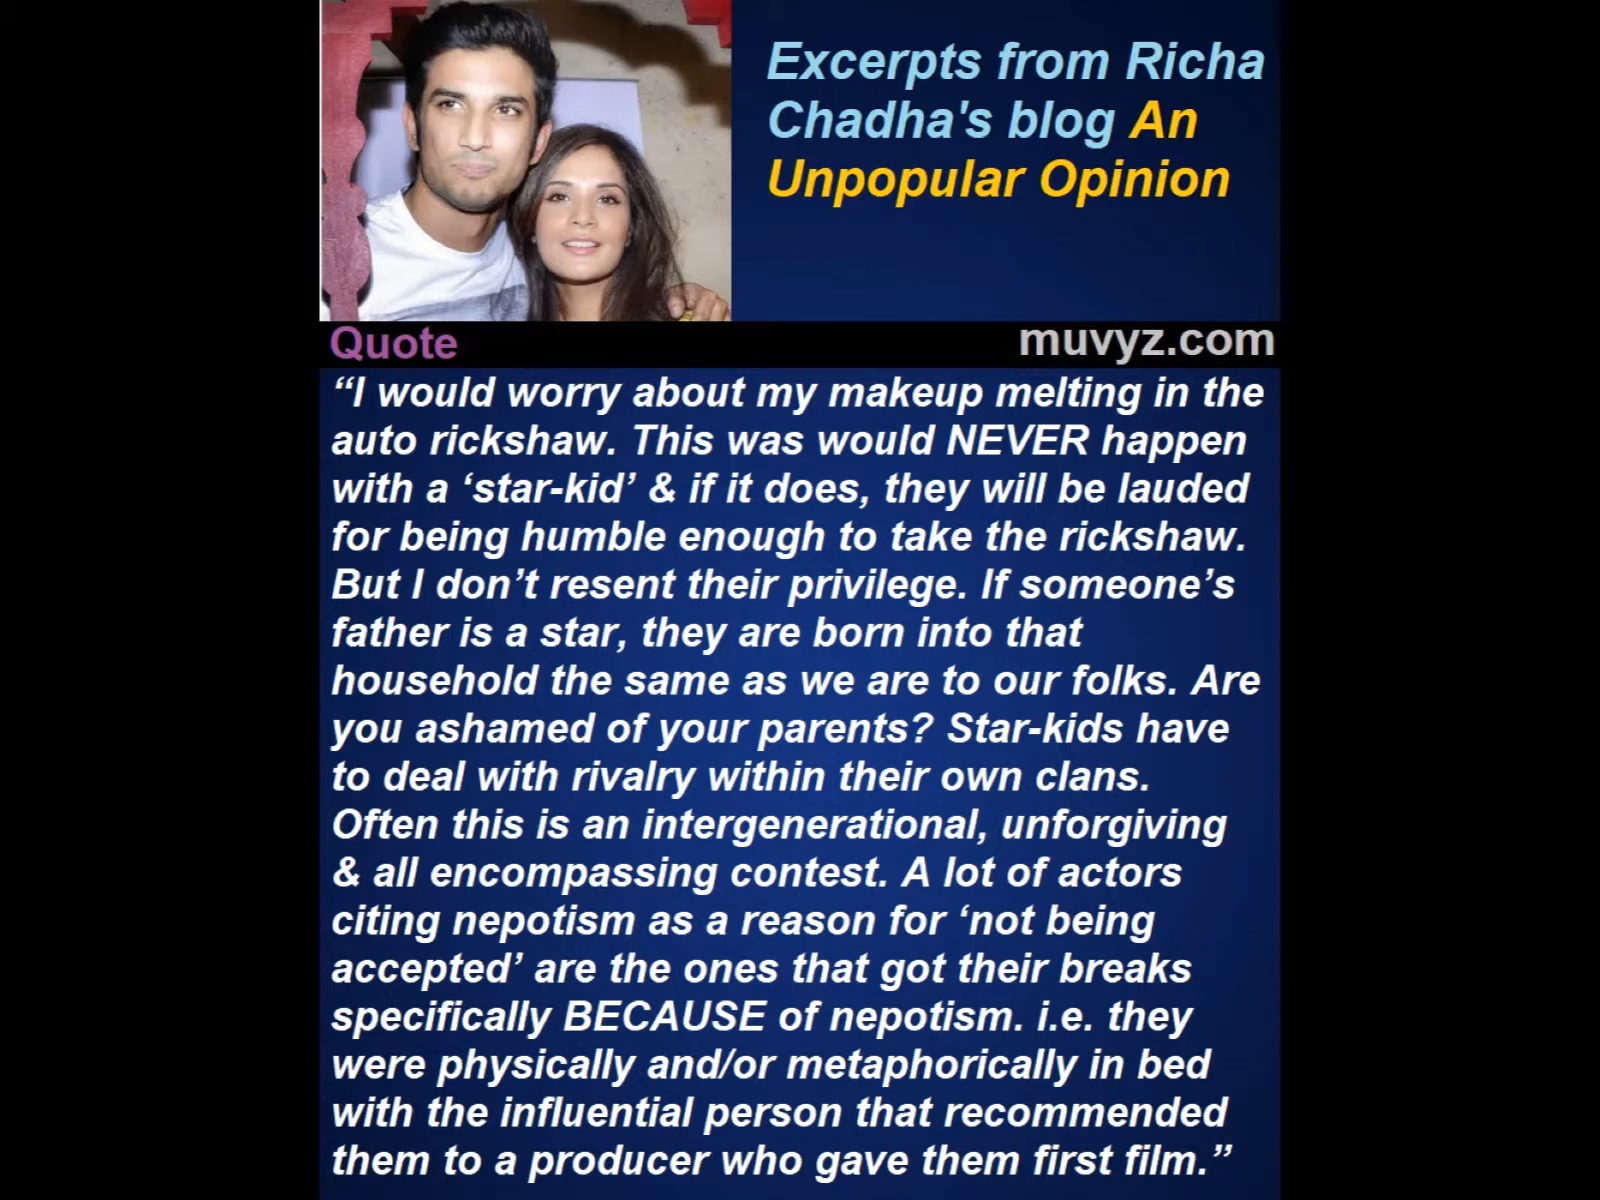 Excerpts from Richa
Chadha's blog An
Unpopular Opinion
Quote
muvyz.com
“I would worry about my makeup melting in the
auto rickshaw. This was would NEVER happen
with a ‘star-kid’ & if it does, they will be lauded
for being humble enough to take the rickshaw.
But I don’t resent their privilege. If someone’s
father is a star, they are born into that
household the same as we are to our folks. Are
you ashamed of your parents? Star-kids have
to deal with rivalry within their own clans.
Often this is an intergenerational, unforgiving
& all encompassing contest. A lot of actors
citing nepotism as a reason for ‘not being
accepted’ are the ones that got their breaks
specifically BECAUSE of nepotism. i.e. they
were physically and/or metaphorically in bed
with the influential person that recommended
them to a producer who gave them first film.”